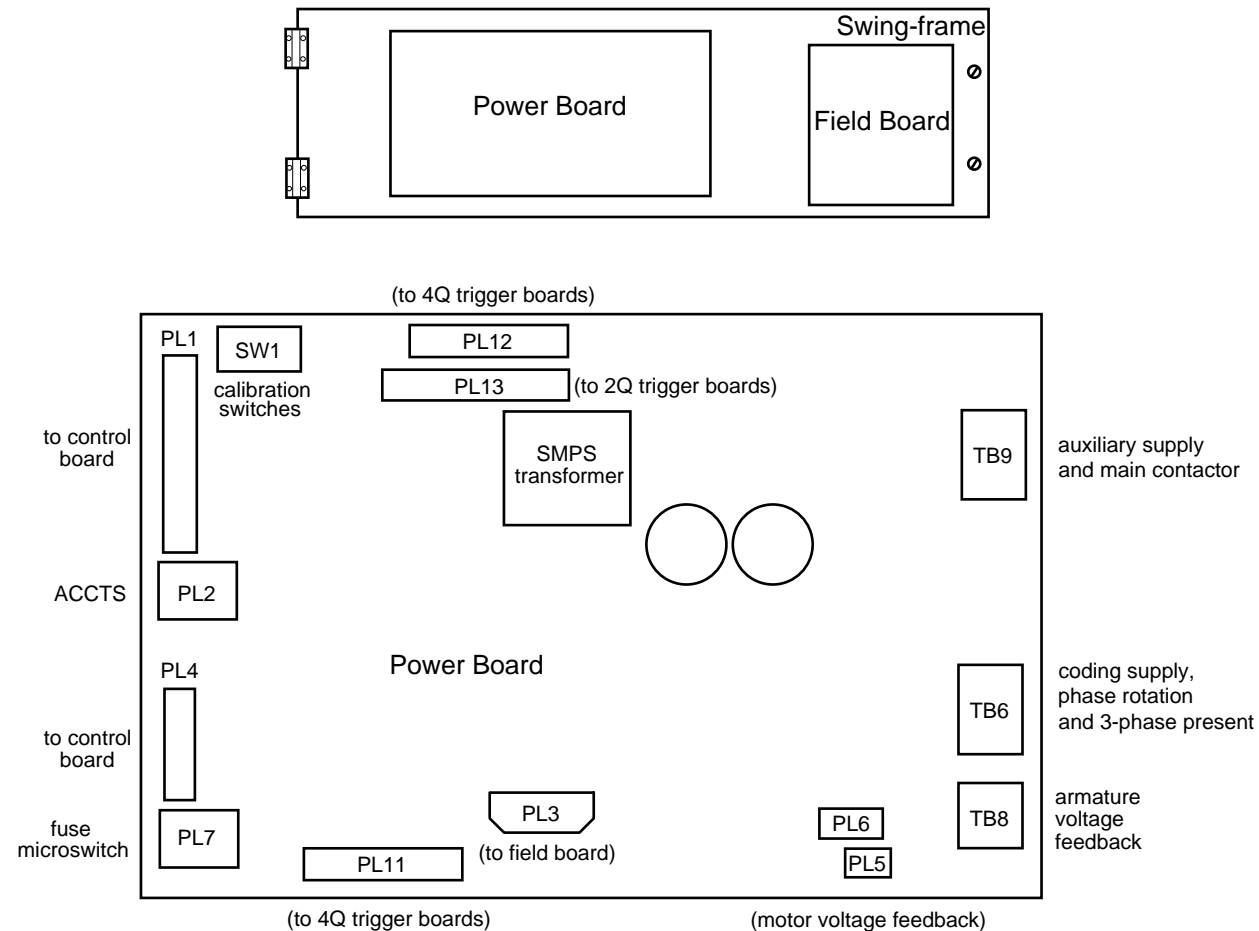 Swing-frame
Power Board
Field Board
(to 4Q trigger boards)
PL1
SW1
calibration
switches
PL12
PL13
(to 2Q trigger boards)
to control
board
SMPS
transformer
TB9
auxiliary supply
and main contactor
ACCTS
PL2
Power Board
PL4
to control
board
TB6
coding supply,
phase rotation
and 3-phase present
fuse
microswitch
PL7
PL3
(to field board)
PL11
PL6
PL5
TB8
armature
voltage
feedback
(to 4Q trigger boards)
(motor voltage feedback)